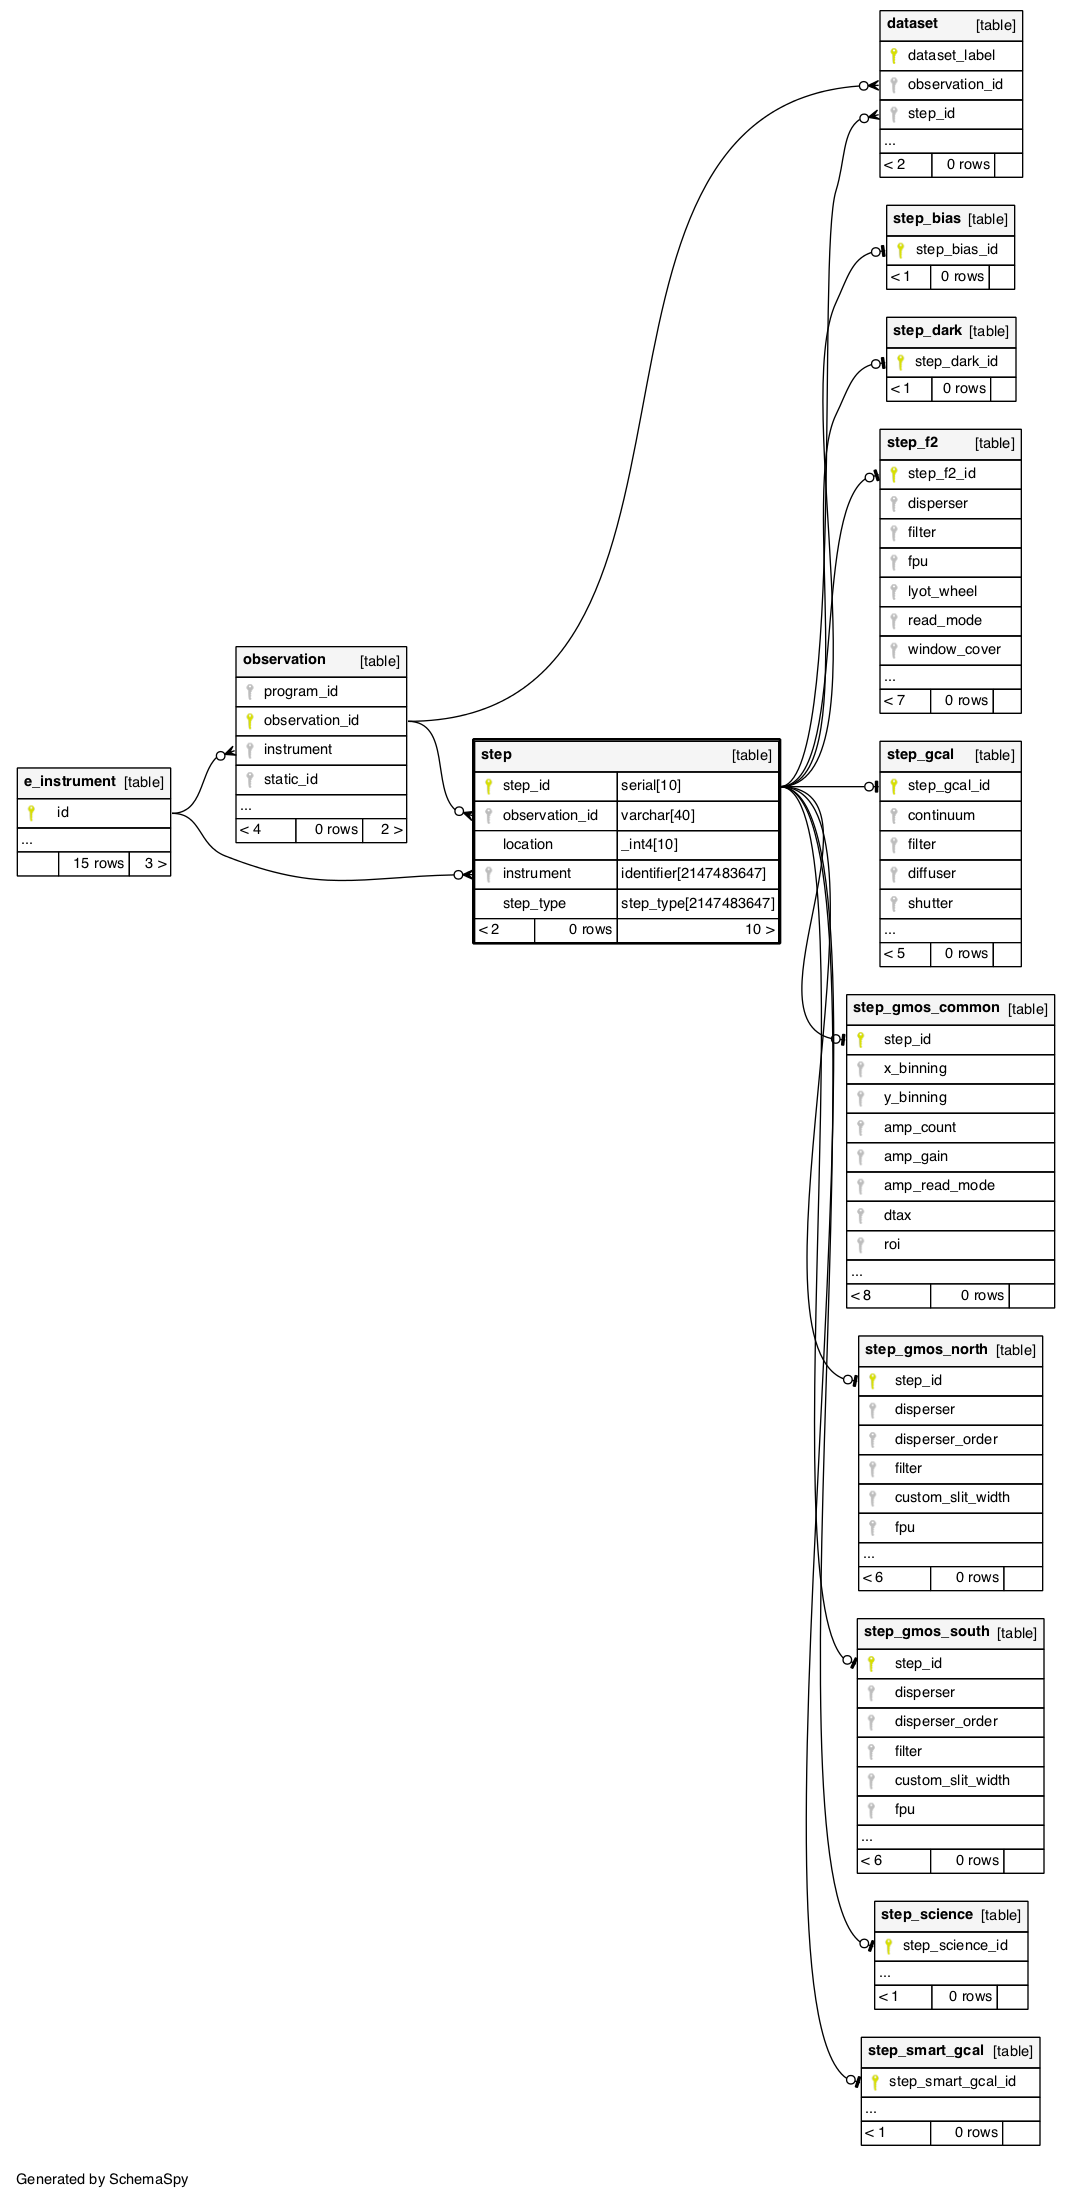 dataset [table]
dataset_label
observation_id
step_id
...
< 2 0 rows
step_bias [table]
step_bias_id
< 1 0 rows
step_dark [table]
step_dark_id
< 1 0 rows
step_f2 [table]
step_f2_id
disperser
filter
fpu
lyot_wheel
read_mode
window_cover
...
< 7 0 rows
observation [table]
program_id
observation_id
instrument
static_id
...
< 4 0 rows 2 >
e_instrument [table]
id
...
15 rows 3 >
step [table]
step_id serial[10]
observation_id varchar[40]
location _int4[10]
instrument identifier[2147483647]
step_type step_type[2147483647]
< 2 0 rows 10 >
step_gcal [table]
step_gcal_id
continuum
filter
diffuser
shutter
...
< 5 0 rows
step_gmos_common [table]
step_id
x_binning
y_binning
amp_count
amp_gain
amp_read_mode
dtax
roi
...
< 8 0 rows
step_gmos_north [table]
step_id
disperser
disperser_order
filter
custom_slit_width
fpu
...
< 6 0 rows
step_gmos_south [table]
step_id
disperser
disperser_order
filter
custom_slit_width
fpu
...
< 6 0 rows
step_science [table]
step_science_id
...
< 1 0 rows
step_smart_gcal [table]
step_smart_gcal_id
...
< 1 0 rows
Generated by SchemaSpy